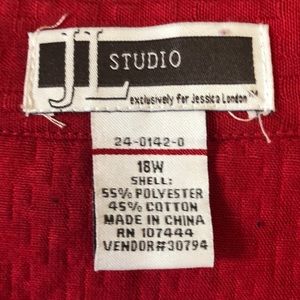 JL STUDIO
exclusively for Jessica London™
24-0142-0
18W
SHELL:
55% POLYESTER
45% COTTON
MADE IN CHINA
RN 107444
VENDOR#30794